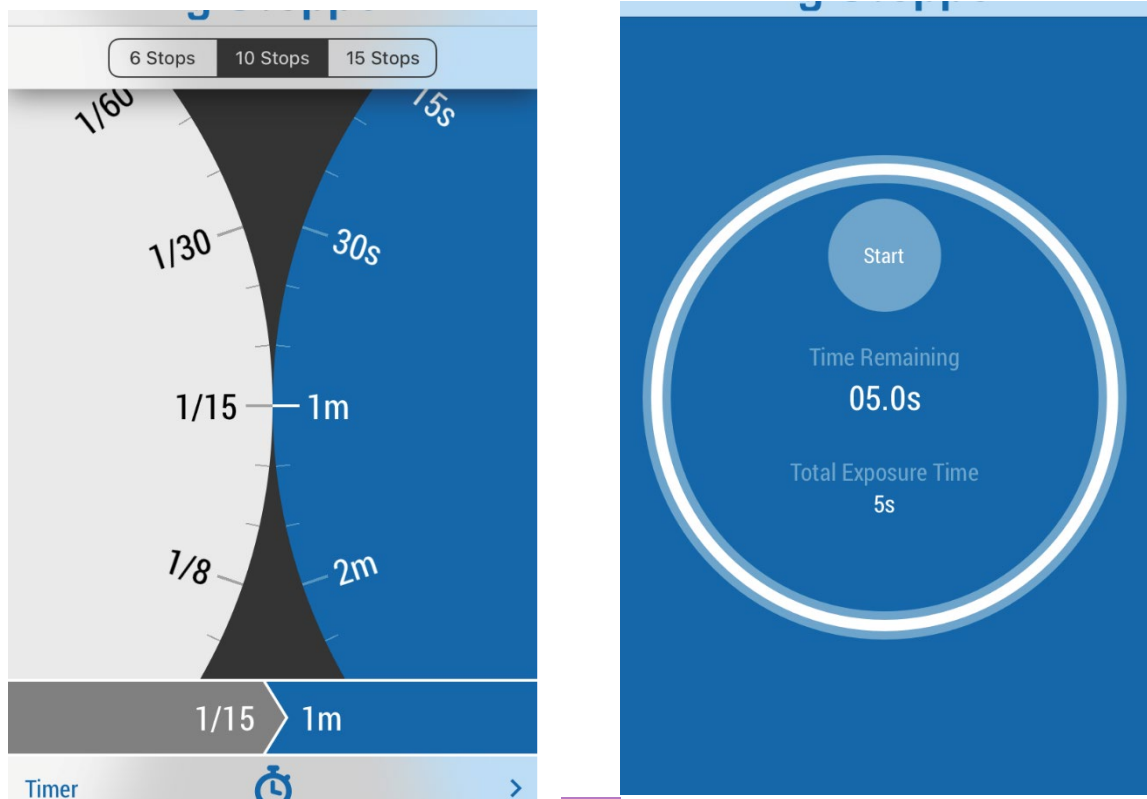 6 Stops 10 Stops 15 Stops
1/60 15s
1/30 30s
1/15 1m
1/8 2m
1/15 1m
Timer
Start
Time Remaining
05.0s
Total Exposure Time
5s